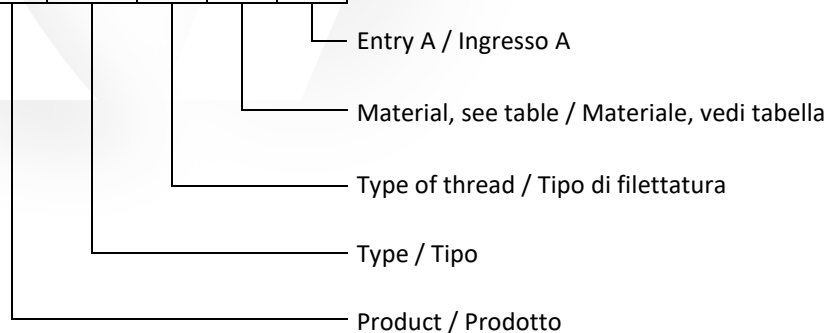 Entry A / Ingresso A
Material, see table / Materiale, vedi tabella
Type of thread / Tipo di filettatura
Type / Tipo
Product / Prodotto